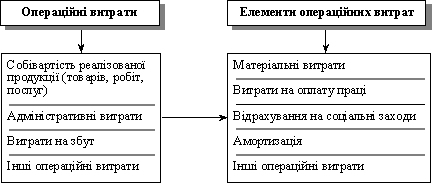 Операційні витрати
Собівартість реалізованої
продукції (товарів, робіт,
послуг)
Адміністративні витрати
Витрати на збут
Інші операційні витрати
Елементи операційних витрат
Матеріальні витрати
Витрати на оплату праці
Відрахування на соціальні заходи
Амортизація
Інші операційні витрати